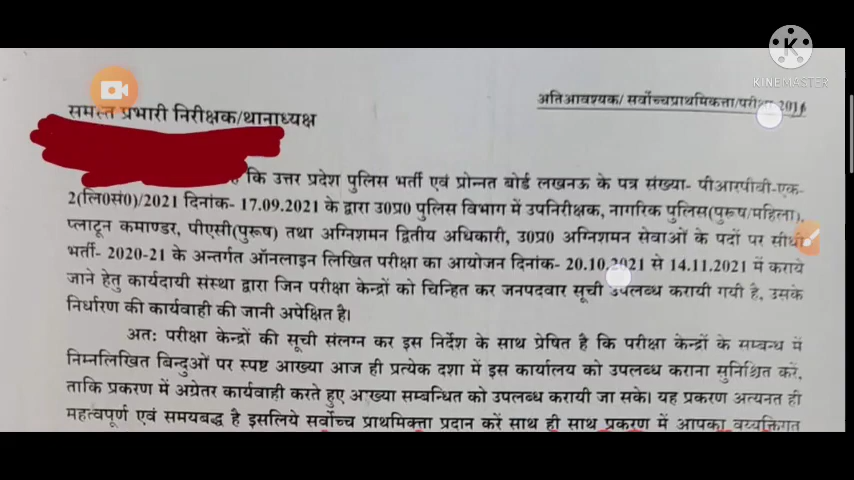 K
KINEMASTER
अतिआवश्यक/ सर्वोच्चप्राथमिकत्ता/परीक्षा
समस्त प्रभारी निरीक्षक/थानाध्यक्ष
कि उत्तर प्रदेश पुलिस भर्ती एवं प्रोन्नत बोर्ड लखनऊ के पत्र संख्या- पीआरपीवी-एक-
2(लि0सं0)/2021 दिनांक- 17.09.2021 के द्वारा उ0प्र0 पुलिस विभाग में उपनिरीक्षक, नागरिक पुलिस(पुरूष/महिला),
प्लाटून कमाण्डर, पीएसी(पुरूष) तथा अग्निशमन द्वितीय अधिकारी, उ0प्र0 अग्निशमन सेवाओं के पदों पर सीधी
भर्ती- 2020-21 के अन्तर्गत ऑनलाइन लिखित परीक्षा का आयोजन दिनांक- 20.10.2021 से 14.11.2021 में कराये
जाने हेतु कार्यदायी संस्था द्वारा जिन परीक्षा केन्द्रों को चिन्हित कर जनपदवार सूची उपलब्ध करायी गयी है, उसके
निर्धारण की कार्यवाही की जानी अपेक्षित है।
अतः परीक्षा केन्द्रों की सूची संलग्न कर इस निर्देश के साथ प्रेषित है कि परीक्षा केन्द्रों के सम्बन्ध में
निम्नलिखित बिन्दुओं पर स्पष्ट आख्या आज ही प्रत्येक दशा में इस कार्यालय को उपलब्ध कराना सुनिश्चित करें,
ताकि प्रकरण में अग्रेतर कार्यवाही करते हुए आख्या सम्बन्धित को उपलब्ध करायी जा सके। यह प्रकरण अत्यनत ही
महत्वपूर्ण एवं समयबद्ध है इसलिये सर्वोच्च प्राथमिक्त्ता प्रदान करें साथ ही साथ प्रकरण में आपका वय्यक्तिगत